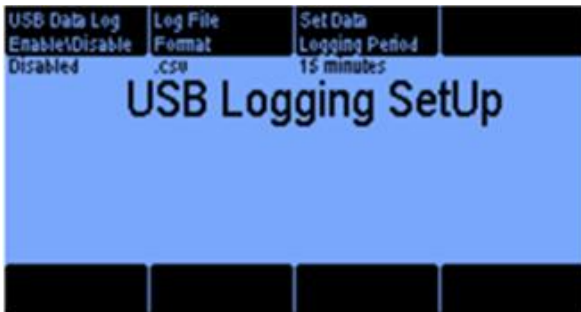 USB Data Log
Enable\Disable
Disabled
Log File
Format
.csv
Set Data
Logging Period
15 minutes
USB Logging SetUp